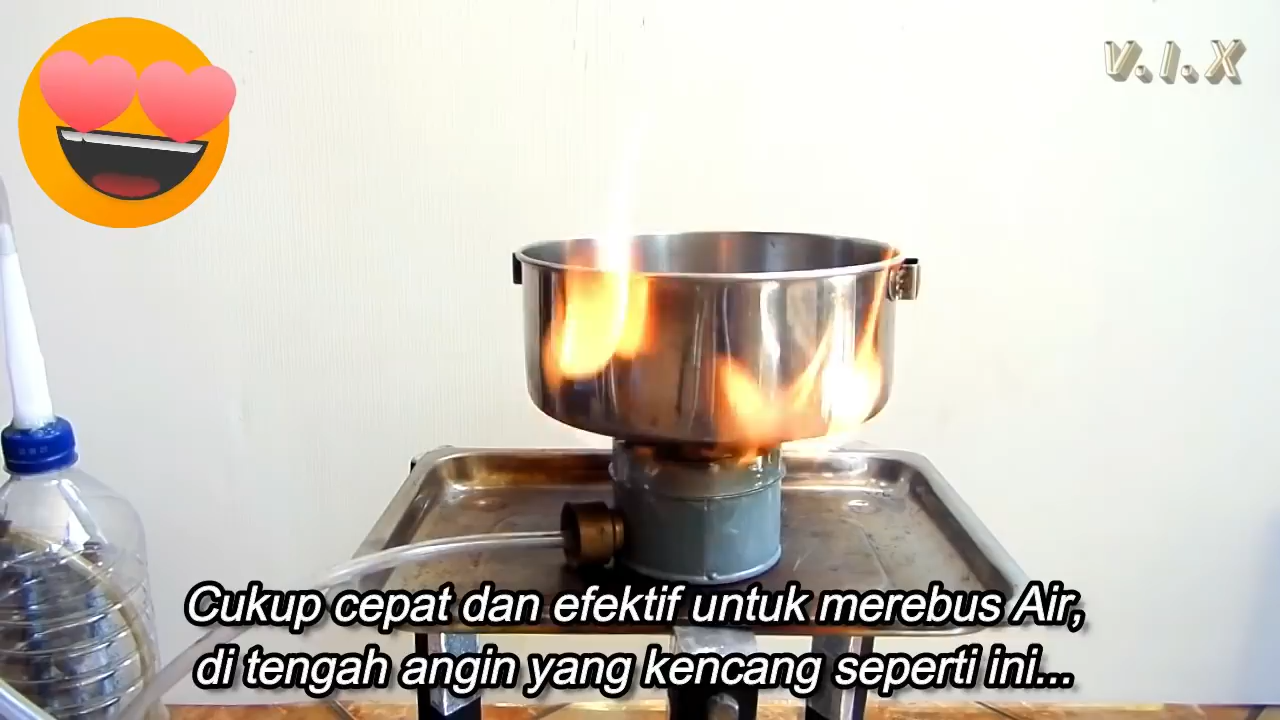 V.I.X
Cukup cepat dan efektif untuk merebus Air,
di tengah angin yang kencang seperti ini...